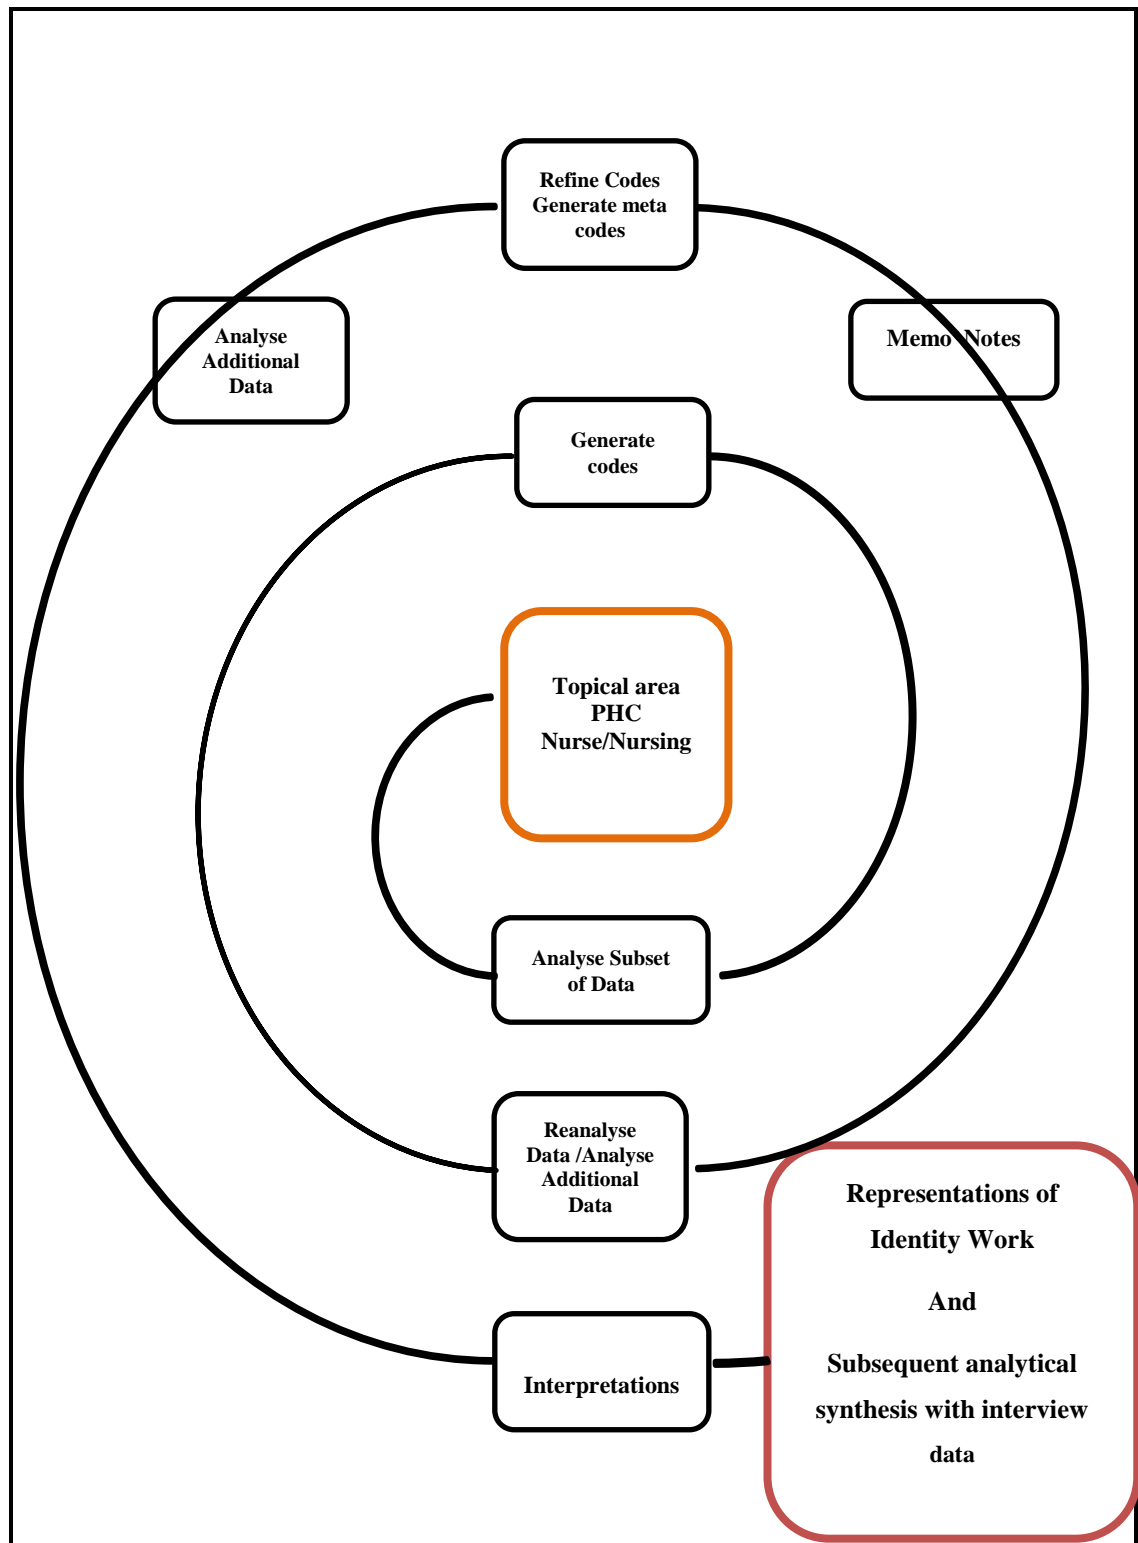 Refine Codes
Generate meta
codes
Analyse
Additional
Data
Memo Notes
Generate
codes
Topical area
PHC
Nurse/Nursing
Analyse Subset
of Data
Reanalyse
Data /Analyse
Additional
Data
Representations of
Identity Work
And
Subsequent analytical
synthesis with interview
data
Interpretations